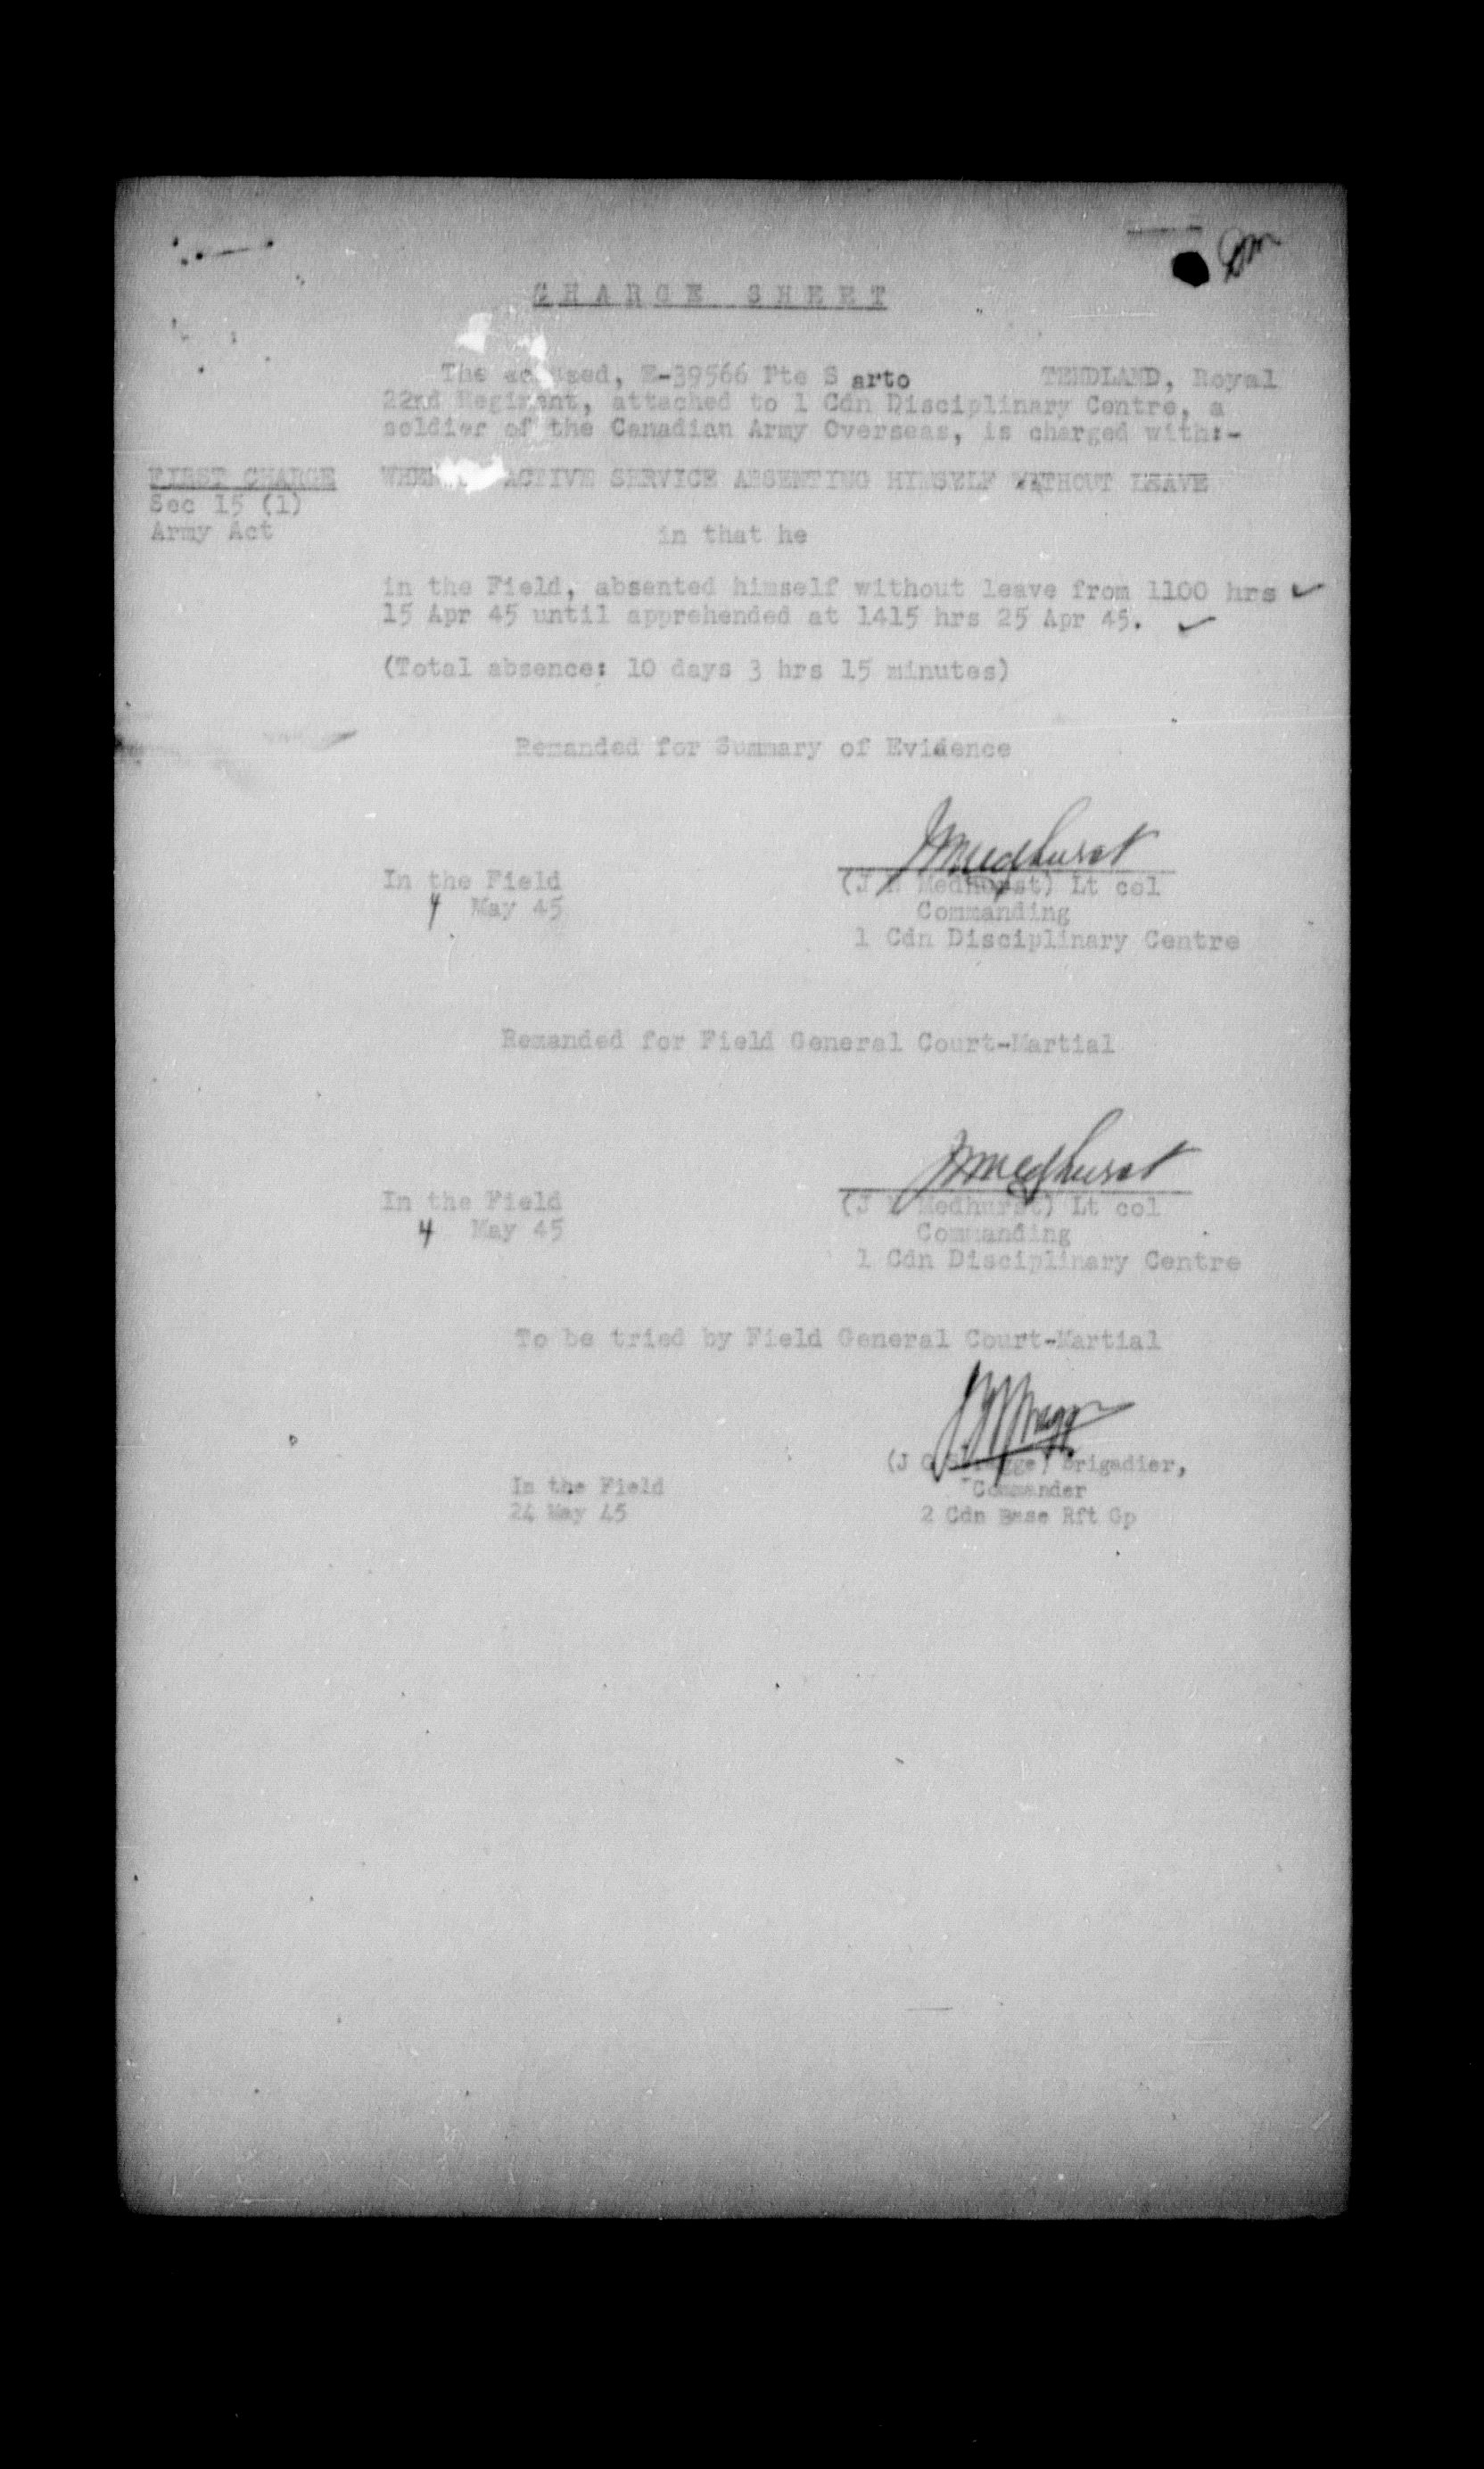 CHARGE SHEET
The accused, E-39566 Pte S arto TENDLAND, Royal
22nd Regiment, attached to 1 Cdn Disciplinary Centre, a
soldier of the Canadian Army Overseas, is charged with:-
FIRST CHARGE WHEN ACTIVE SERVICE ABSENTING HIMSELF WITHOUT LEAVE
Sec 15 (1)
Army Act
in that he
in the Field, absented himself without leave from 1100 hrs ✓
15 Apr 45 until apprehended at 1415 hrs 25 Apr 45. ✓
(Total absence: 10 days 3 hrs 15 minutes)
Remanded for Summary of Evidence
JMMedhurst
In the Field (J Medhurst) Lt col
4 May 45 Commanding
1 Cdn Disciplinary Centre
Remanded for Field General Court-Martial
JMMedhurst
In the Field (J Medhurst) Lt col
4 May 45 Commanding
1 Cdn Disciplinary Centre
To be tried by Field General Court-Martial
(J G Spragge) Brigadier,
In the Field Commander
24 May 45 2 Cdn Base Rft Gp